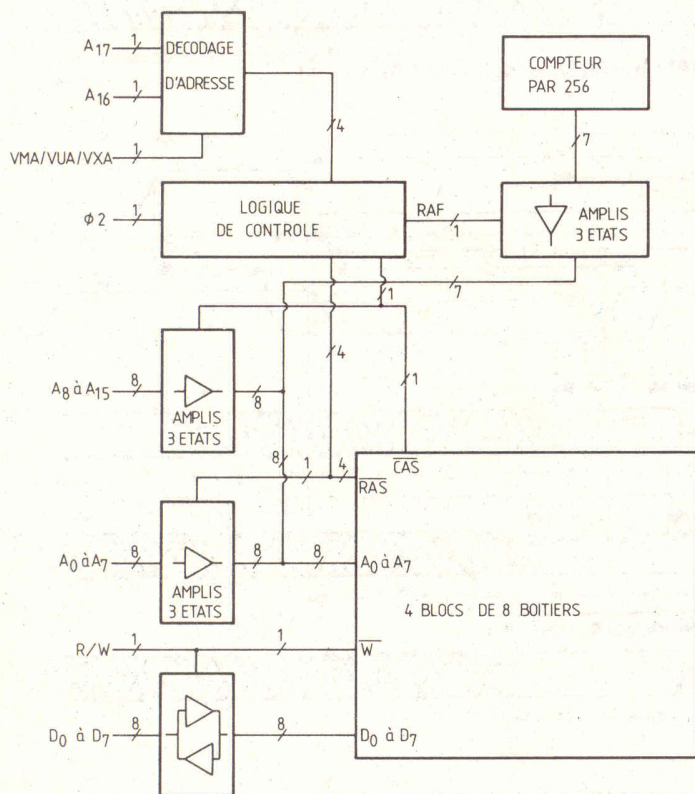 A17 1
DECODAGE
D'ADRESSE
A16 1
VMA/VUA/VXA 1
4
COMPTEUR
PAR 256
7
Φ2 1
LOGIQUE
DE CONTROLE
RAF 1
AMPLIS
3 ETATS
1
7
4
1
A8 à A15 8
8
AMPLIS
3 ETATS
8
1
4
CAS
RAS
A0 à A7 8
8
8
A0 à A7
AMPLIS
3 ETATS
4 BLOCS DE 8 BOITIERS
R/W 1
1
W
D0 à D7 8
8
D0 à D7